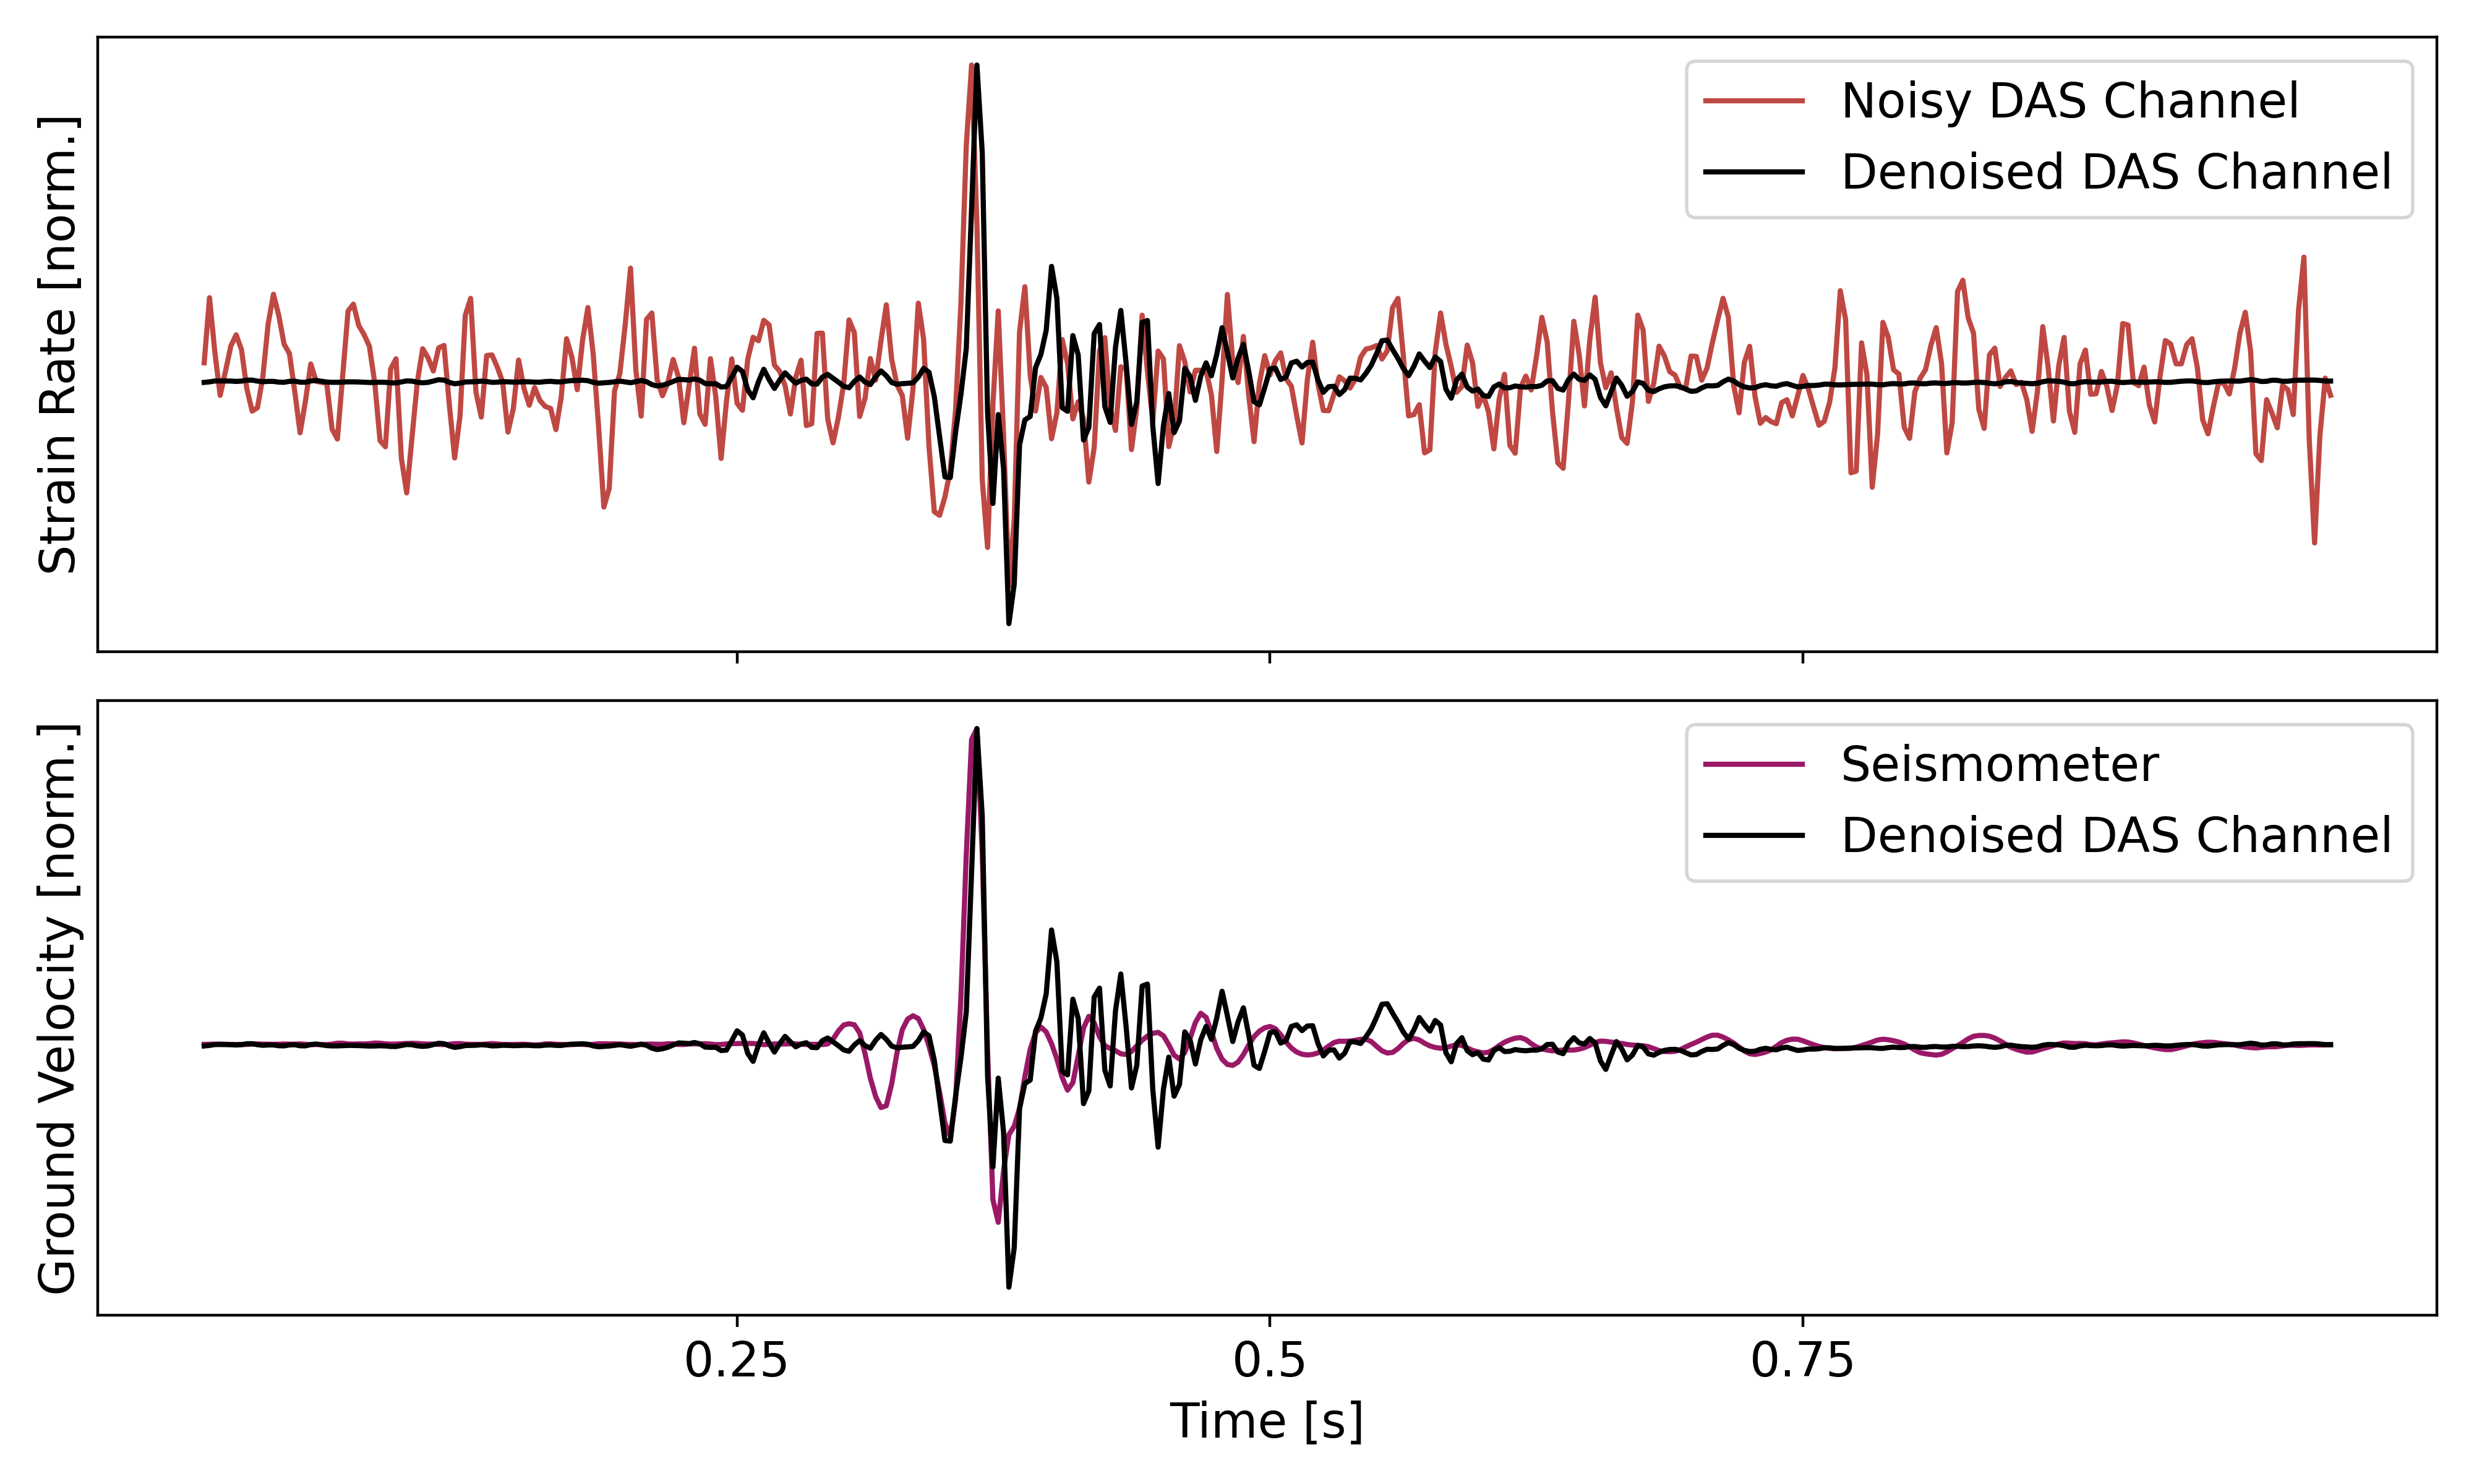 Strain Rate [norm.]
Noisy DAS Channel
Denoised DAS Channel
Ground Velocity [norm.]
Seismometer
Denoised DAS Channel
0.25
0.5
0.75
Time [s]